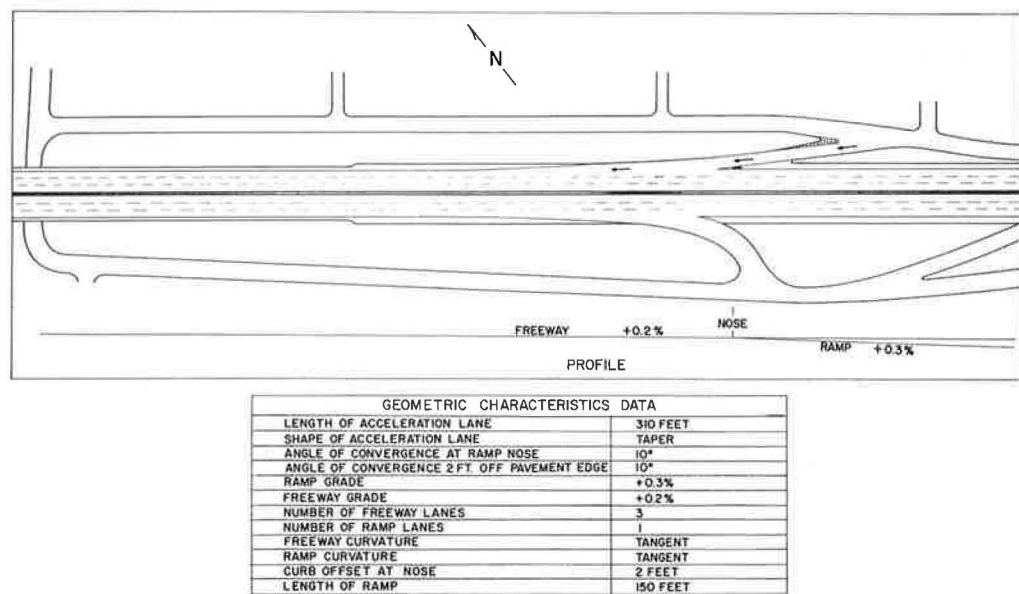 N
FREEWAY +0.2%
NOSE
RAMP +0.3%
PROFILE
GEOMETRIC CHARACTERISTICS DATA
LENGTH OF ACCELERATION LANE 310 FEET
SHAPE OF ACCELERATION LANE TAPER
ANGLE OF CONVERGENCE AT RAMP NOSE 10°
ANGLE OF CONVERGENCE 2 FT. OFF PAVEMENT EDGE 10°
RAMP GRADE +0.3%
FREEWAY GRADE +0.2%
NUMBER OF FREEWAY LANES 3
NUMBER OF RAMP LANES 1
FREEWAY CURVATURE TANGENT
RAMP CURVATURE TANGENT
CURB OFFSET AT NOSE 2 FEET
LENGTH OF RAMP 150 FEET